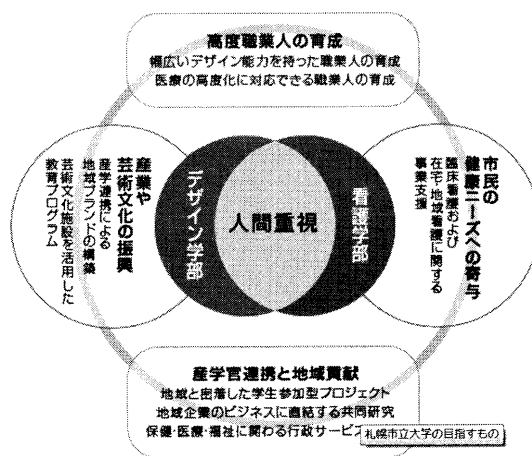 高度職業人の育成
幅広いデザイン能力を持った職業人の育成
医療の高度化に対応できる職業人の育成
産業や
芸術文化の振興
産学連携による
地域ブランドの構築
芸術文化施設を活用した
教育プログラム
デザイン学部
人間重視
看護学部
市民の
健康ニーズへの寄与
臨床看護および
在宅・地域看護に関する
事業支援
産学官連携と地域貢献
地域と密着した学生参加型プロジェクト
地域企業のビジネスに直結する共同研究
保健・医療・福祉に関わる行政サービス
札幌市立大学の目指すもの